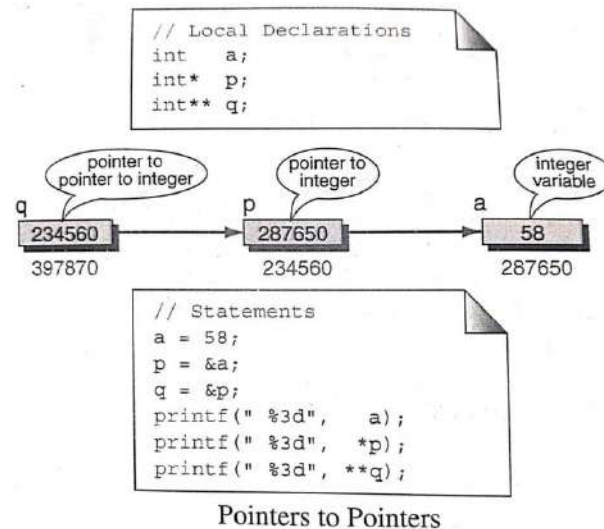 // Local Declarations
int   a;
int*  p;
int** q;
pointer to
pointer to integer
pointer to
integer
integer
variable
q
p
a
234560
287650
58
397870
234560
287650
// Statements
a = 58;
p = &a;
q = &p;
printf(" %3d",   a);
printf(" %3d",  *p);
printf(" %3d", **q);
Pointers to Pointers